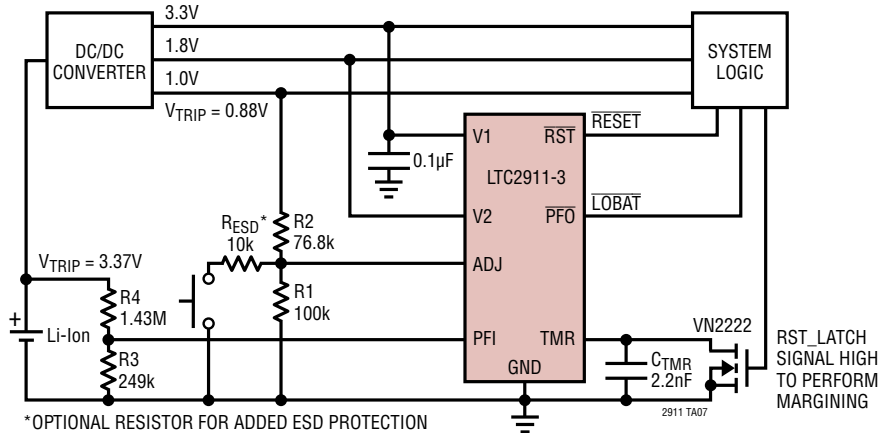 3.3V
DC/DC
CONVERTER
1.8V
1.0V
V_TRIP = 0.88V
SYSTEM
LOGIC
V1
RST
RESET
0.1µF
LTC2911-3
V2
PFO
LOBAT
R_ESD*
10k
R2
76.8k
V_TRIP = 3.37V
ADJ
R4
1.43M
R1
100k
+
Li-Ion
PFI
TMR
VN2222
R3
249k
GND
C_TMR
2.2nF
RST_LATCH
SIGNAL HIGH
TO PERFORM
MARGINING
2911 TA07
*OPTIONAL RESISTOR FOR ADDED ESD PROTECTION